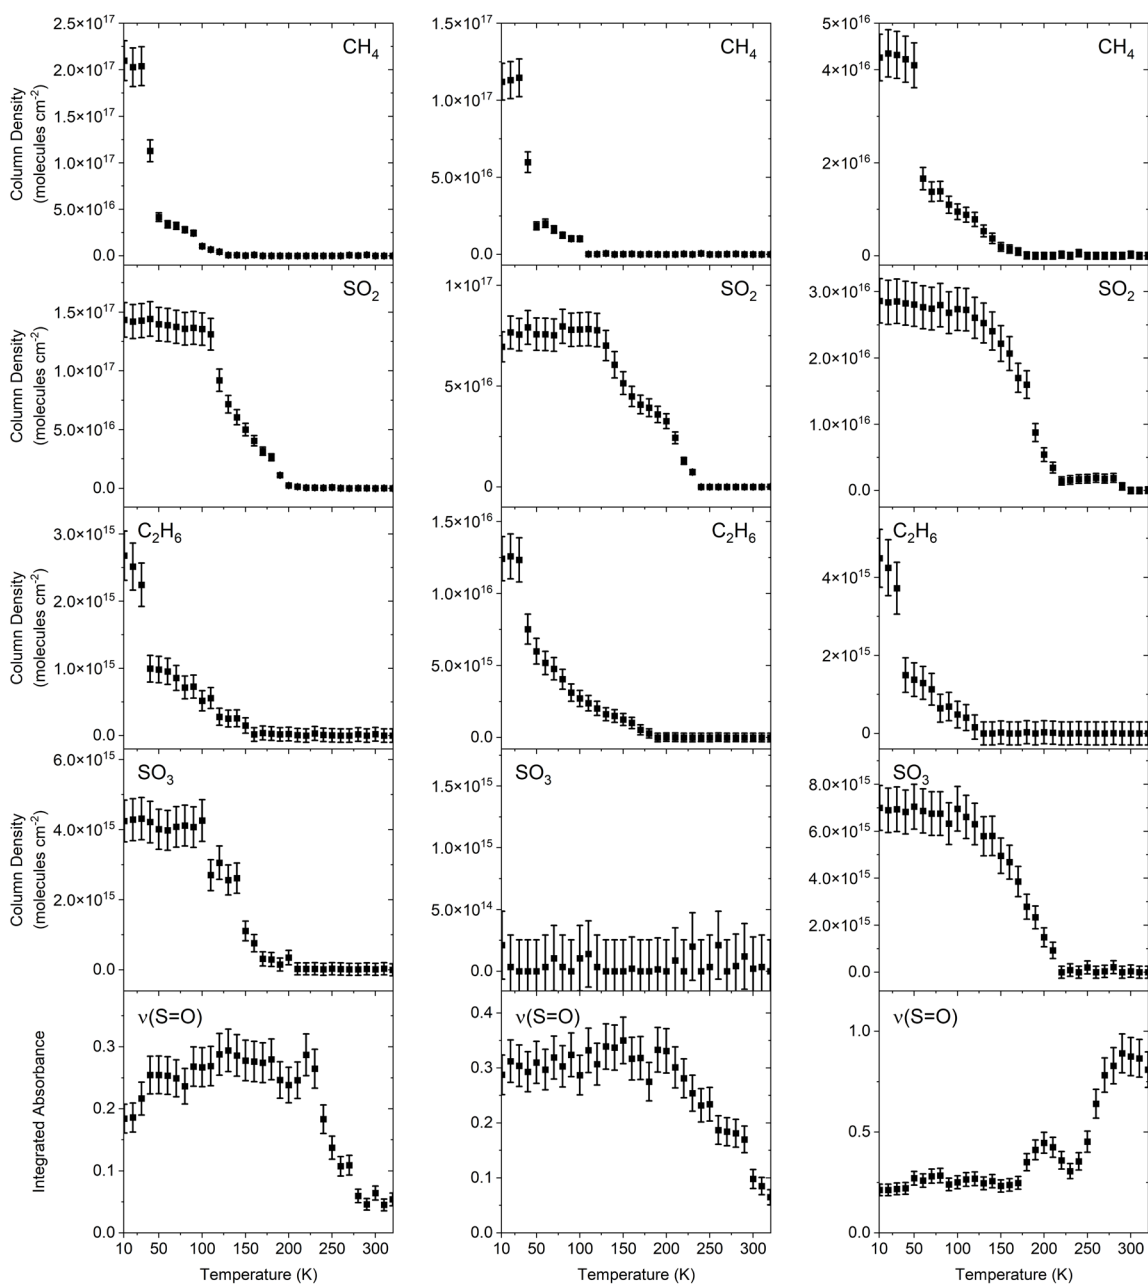 2.5×10¹⁷
2.0×10¹⁷
1.5×10¹⁷
1.0×10¹⁷
5.0×10¹⁶
0.0
Column Density
(molecules cm⁻²)
CH₄
1.5×10¹⁷
1.0×10¹⁷
5.0×10¹⁶
0.0
CH₄
5×10¹⁶
4×10¹⁶
2×10¹⁶
0
CH₄
1.5×10¹⁷
1.0×10¹⁷
5.0×10¹⁶
0.0
Column Density
(molecules cm⁻²)
SO₂
1×10¹⁷
5×10¹⁶
0
SO₂
3.0×10¹⁶
2.0×10¹⁶
1.0×10¹⁶
0.0
SO₂
3.0×10¹⁵
2.0×10¹⁵
1.0×10¹⁵
0.0
Column Density
(molecules cm⁻²)
C₂H₆
1.5×10¹⁶
1.0×10¹⁶
5.0×10¹⁵
0.0
C₂H₆
4×10¹⁵
2×10¹⁵
0
C₂H₆
6.0×10¹⁵
4.0×10¹⁵
2.0×10¹⁵
0.0
Column Density
(molecules cm⁻²)
SO₃
1.5×10¹⁵
1.0×10¹⁵
5.0×10¹⁴
0.0
SO₃
8.0×10¹⁵
6.0×10¹⁵
4.0×10¹⁵
2.0×10¹⁵
0.0
SO₃
0.3
0.2
0.1
0.0
Integrated Absorbance
ν(S=O)
0.4
0.3
0.2
0.1
0.0
ν(S=O)
1.0
0.5
0.0
ν(S=O)
10 50 100 150 200 250 300
Temperature (K)
10 50 100 150 200 250 300
Temperature (K)
10 50 100 150 200 250 300
Temperature (K)